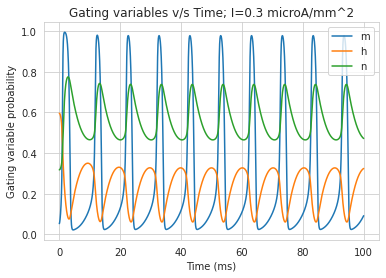 Gating variables v/s Time; I=0.3 microA/mm^2
Gating variable probability
1.0
0.8
0.6
0.4
0.2
0.0
m
h
n
0 20 40 60 80 100
Time (ms)